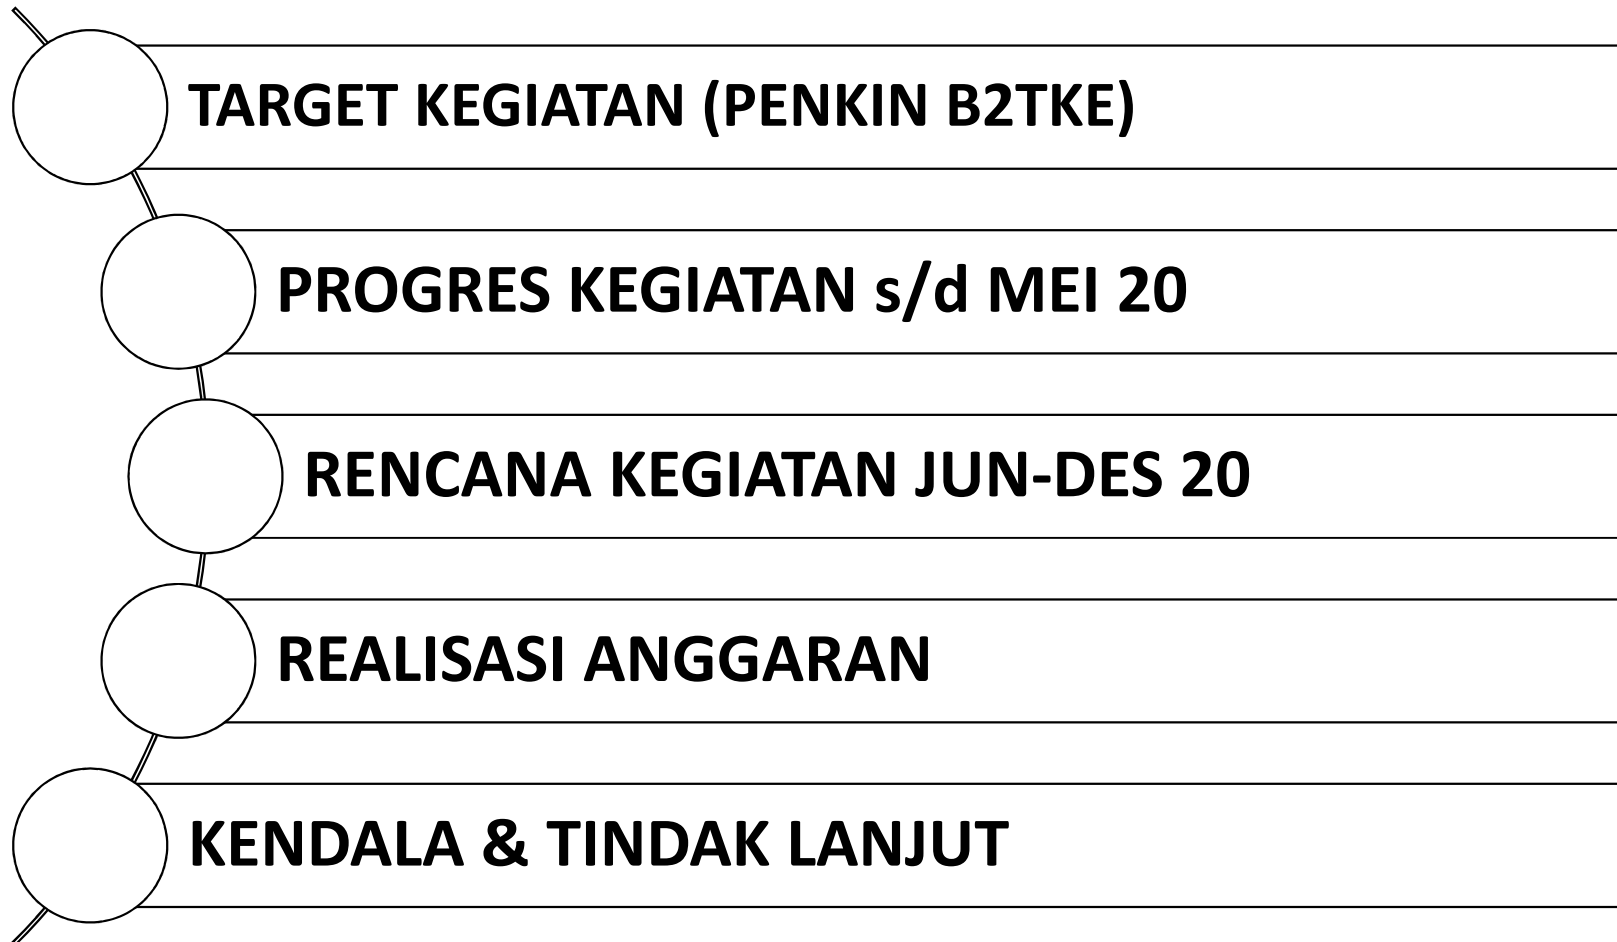 TARGET KEGIATAN (PENKIN B2TKE)
PROGRES KEGIATAN s/d MEI 20
RENCANA KEGIATAN JUN-DES 20
REALISASI ANGGARAN
KENDALA & TINDAK LANJUT